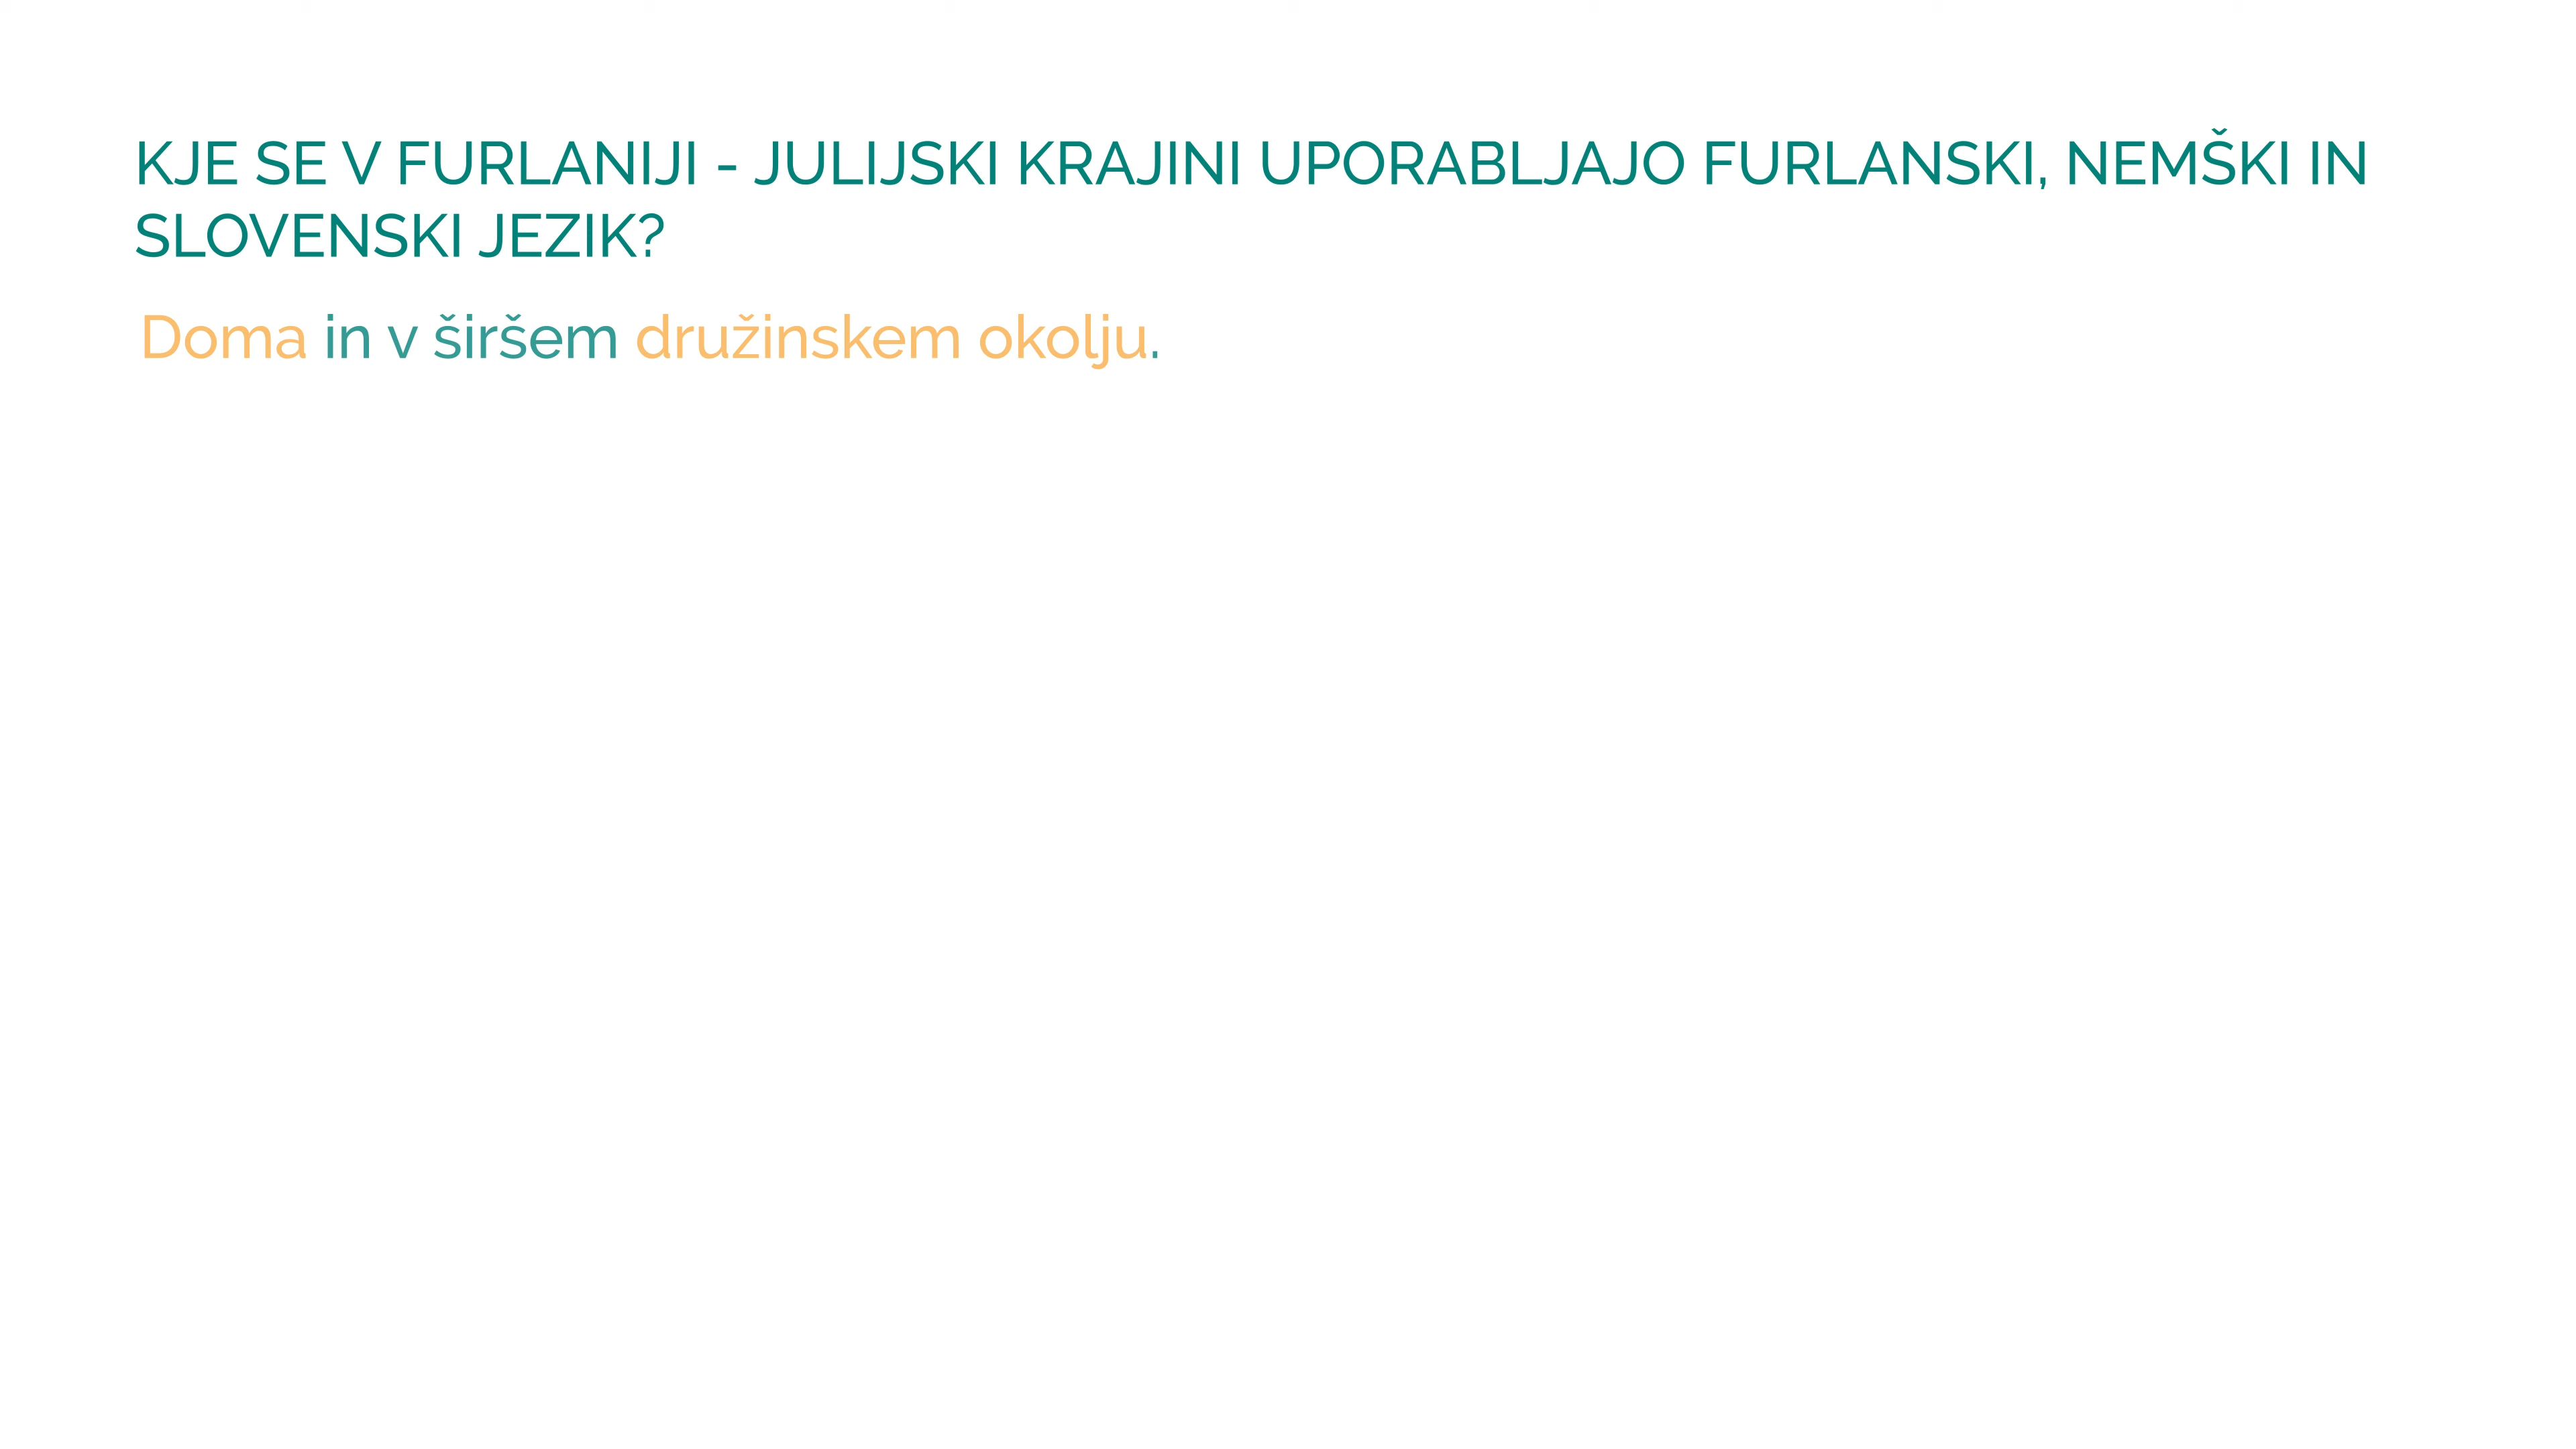 KJE SE V FURLANIJI - JULIJSKI KRAJINI UPORABLJAJO FURLANSKI, NEMŠKI IN
SLOVENSKI JEZIK?
Doma in v širšem družinskem okolju.